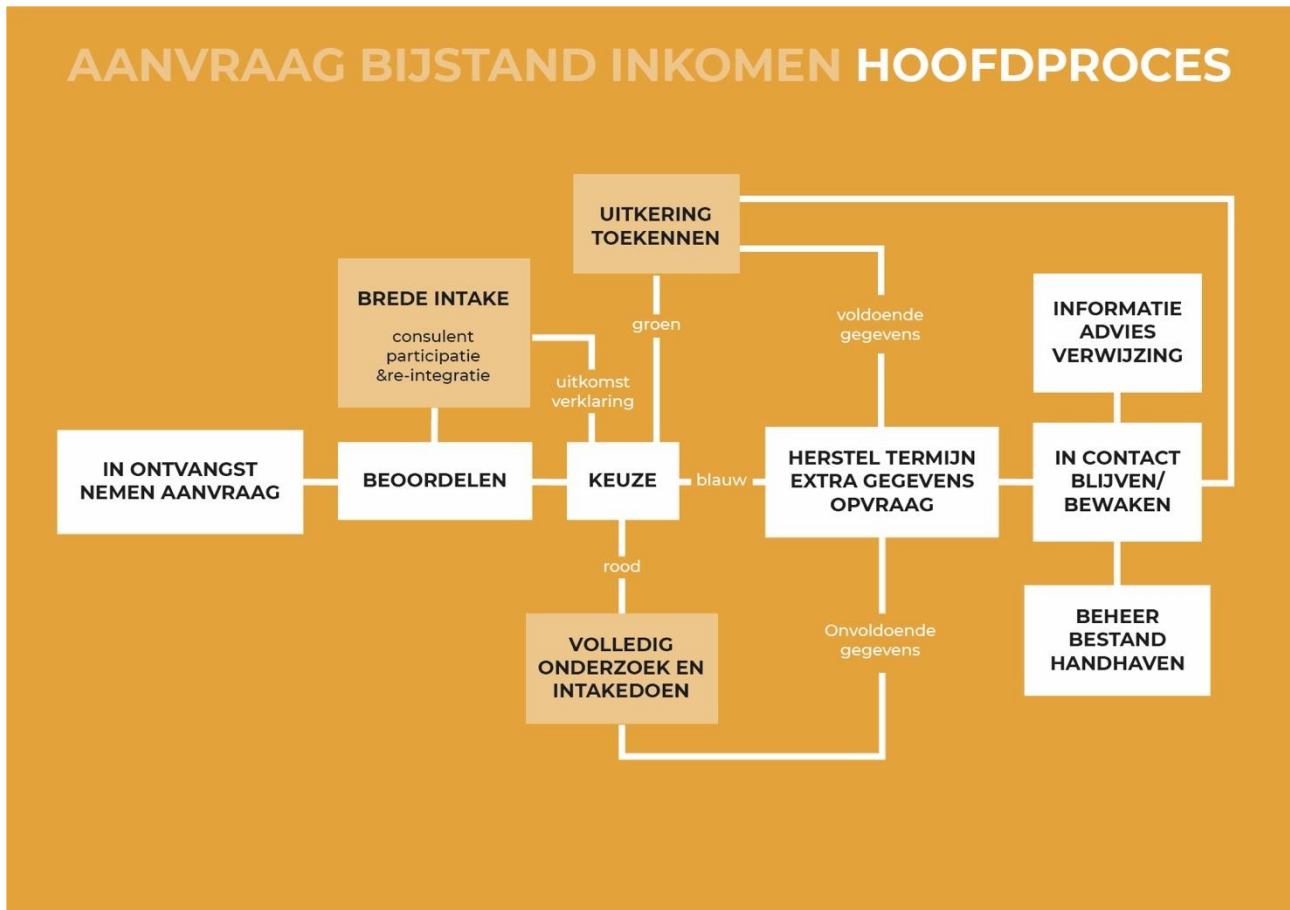 AANVRAAG BIJSTAND INKOMEN HOOFDPROCES
UITKERING
TOEKENNEN
BREDE INTAKE
consulent
participatie
&re-integratie
groen
voldoende
gegevens
INFORMATIE
ADVIES
VERWIJZING
uitkomst
verklaring
IN ONTVANGST
NEMEN AANVRAAG
BEOORDELEN
KEUZE
blauw
HERSTEL TERMIJN
EXTRA GEGEVENS
OPVRAAG
IN CONTACT
BLIJVEN/
BEWAKEN
rood
VOLLEDIG
ONDERZOEK EN
INTAKEDOEN
Onvoldoende
gegevens
BEHEER
BESTAND
HANDHAVEN